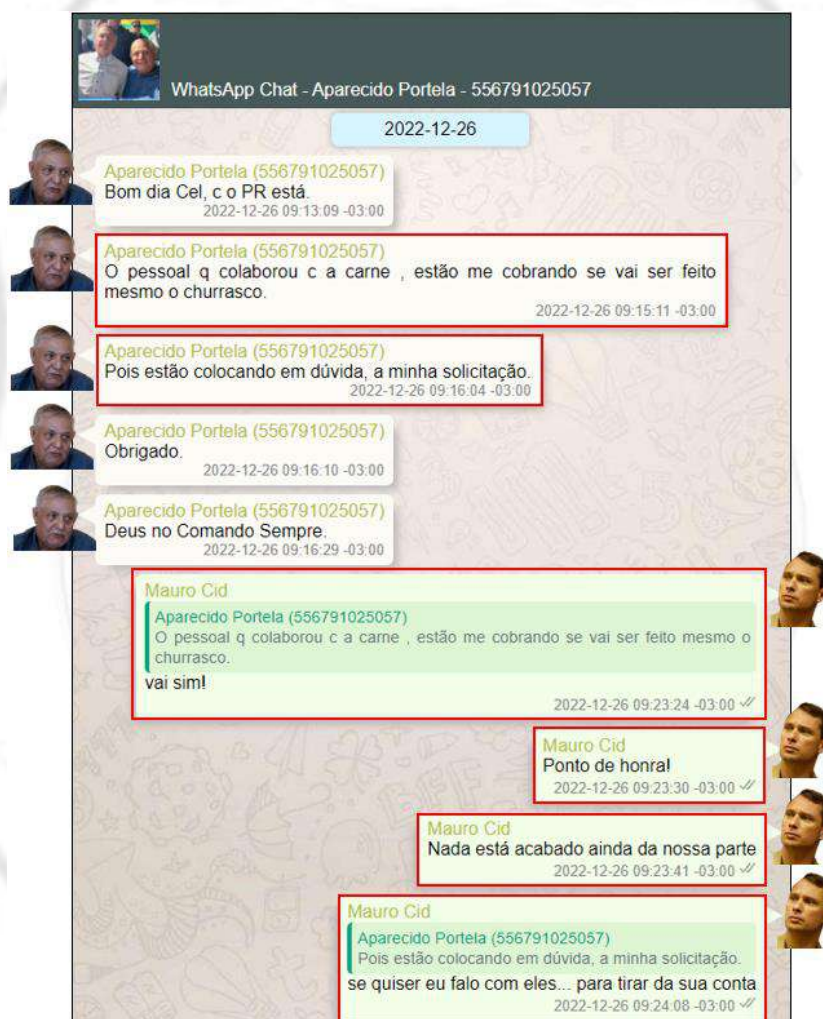 WhatsApp Chat - Aparecido Portela - 556791025057
2022-12-26
Aparecido Portela (556791025057)
Bom dia Cel, c o PR está.
2022-12-26 09:13:09 -03:00
Aparecido Portela (556791025057)
O pessoal q colaborou c a carne , estão me cobrando se vai ser feito
mesmo o churrasco.
2022-12-26 09:15:11 -03:00
Aparecido Portela (556791025057)
Pois estão colocando em dúvida, a minha solicitação.
2022-12-26 09:16:04 -03:00
Aparecido Portela (556791025057)
Obrigado.
2022-12-26 09:16:10 -03:00
Aparecido Portela (556791025057)
Deus no Comando Sempre.
2022-12-26 09:16:29 -03:00
Mauro Cid
Aparecido Portela (556791025057)
O pessoal q colaborou c a carne , estão me cobrando se vai ser feito mesmo o
churrasco.
vai sim!
2022-12-26 09:23:24 -03:00
Mauro Cid
Ponto de honra!
2022-12-26 09:23:30 -03:00
Mauro Cid
Nada está acabado ainda da nossa parte
2022-12-26 09:23:41 -03:00
Mauro Cid
Aparecido Portela (556791025057)
Pois estão colocando em dúvida, a minha solicitação.
se quiser eu falo com eles... para tirar da sua conta
2022-12-26 09:24:08 -03:00